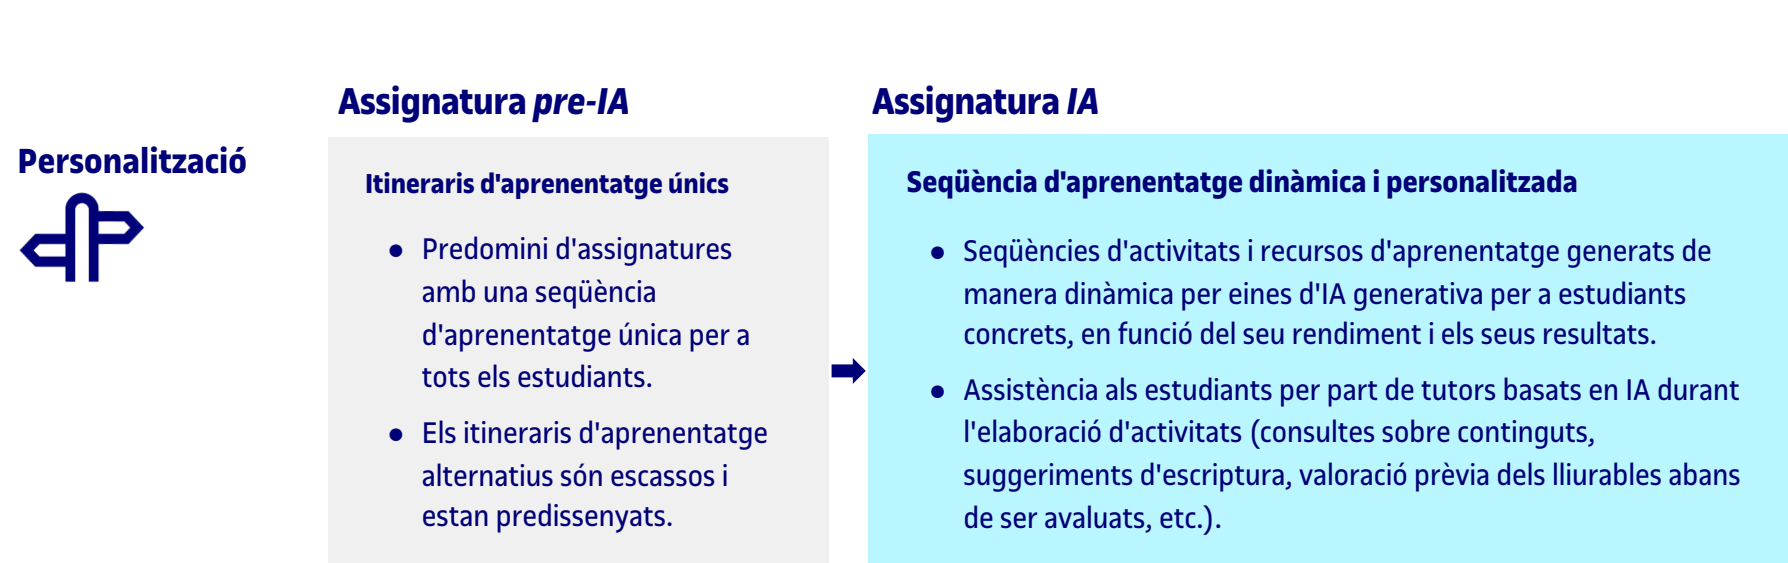 Assignatura pre-IA
Assignatura IA
Personalització
Itineraris d'aprenentatge únics
● Predomini d'assignatures
amb una seqüència
d'aprenentatge única per a
tots els estudiants.
● Els itineraris d'aprenentatge
alternatius són escassos i
estan predissenyats.
Seqüència d'aprenentatge dinàmica i personalitzada
● Seqüències d'activitats i recursos d'aprenentatge generats de
manera dinàmica per eines d'IA generativa per a estudiants
concrets, en funció del seu rendiment i els seus resultats.
● Assistència als estudiants per part de tutors basats en IA durant
l'elaboració d'activitats (consultes sobre continguts,
suggeriments d'escriptura, valoració prèvia dels lliurables abans
de ser avaluats, etc.).